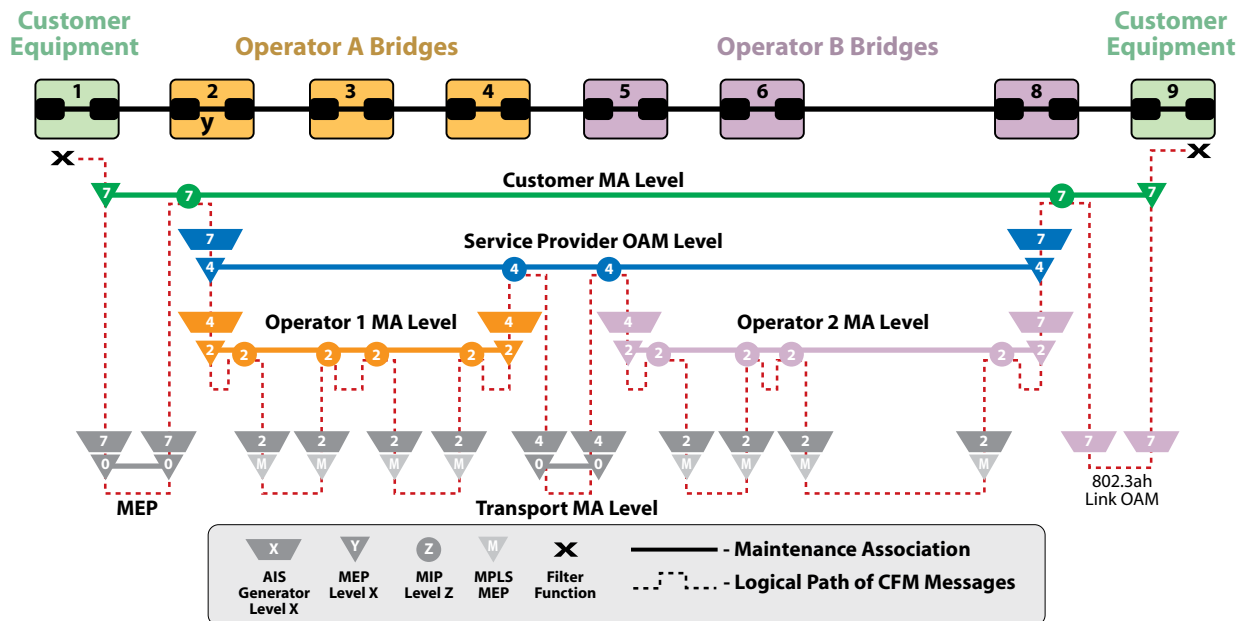 Customer
Equipment
Operator A Bridges
Operator B Bridges
Customer
Equipment
1
2
3
4
5
6
8
9
y
Customer MA Level
7
7
7
7
7
Service Provider OAM Level
7
4
4
4
4
4
Operator 1 MA Level
4
Operator 2 MA Level
4
7
2
2
2
2
2
2
2
2
2
2
2
2
7
7
2
2
2
2
4
4
2
2
2
2
7
7
0
0
M
M
M
M
0
0
M
M
M
M
802.3ah
Link OAM
MEP
Transport MA Level
X
Y
Z
M
- Maintenance Association
AIS
Generator
Level X
MEP
Level X
MIP
Level Z
MPLS
MEP
Filter
Function
- Logical Path of CFM Messages